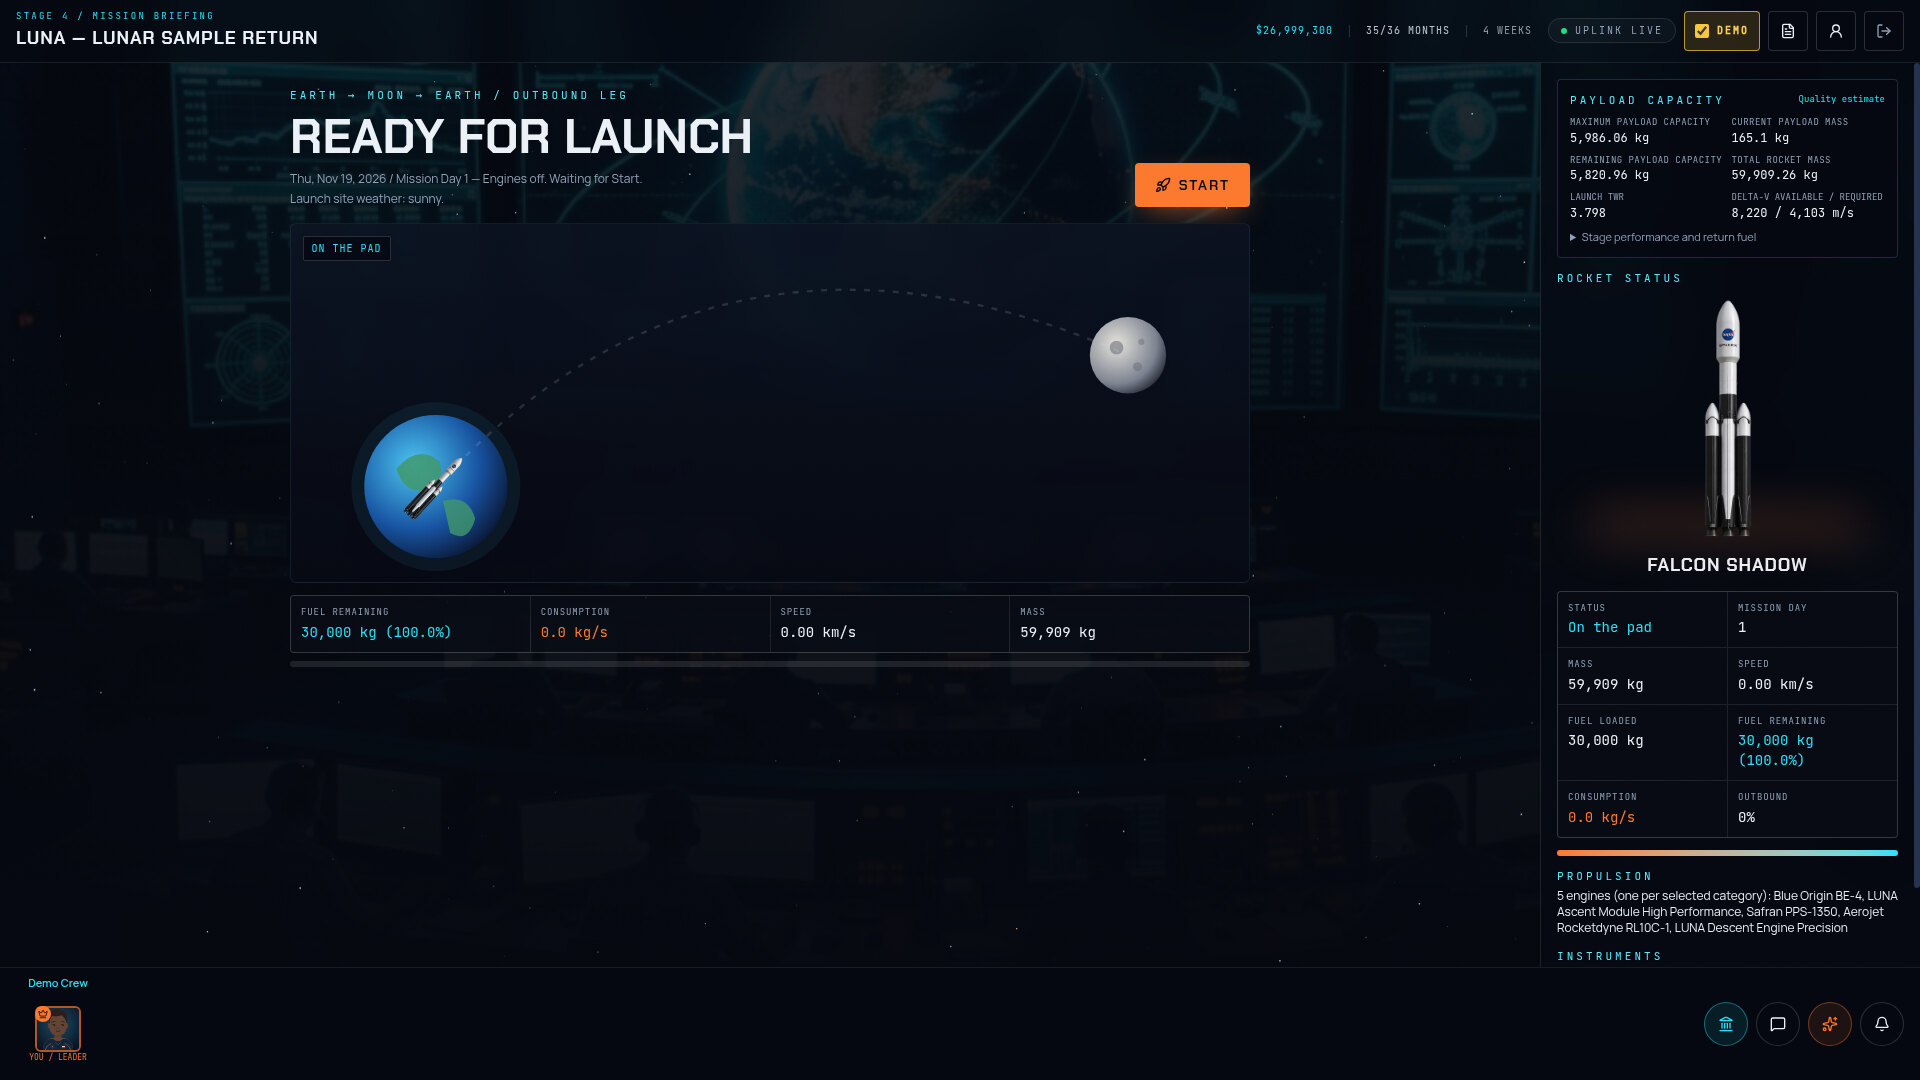 STAGE 4 / MISSION BRIEFING
LUNA — LUNAR SAMPLE RETURN
$26,999,300
35/36 MONTHS
4 WEEKS
UPLINK LIVE
DEMO
EARTH → MOON → EARTH / OUTBOUND LEG
READY FOR LAUNCH
Thu, Nov 19, 2026 / Mission Day 1 — Engines off. Waiting for Start.
Launch site weather: sunny.
START
ON THE PAD
FUEL REMAINING
30,000 kg (100.0%)
CONSUMPTION
0.0 kg/s
SPEED
0.00 km/s
MASS
59,909 kg
PAYLOAD CAPACITY
Quality estimate
MAXIMUM PAYLOAD CAPACITY
5,986.06 kg
CURRENT PAYLOAD MASS
165.1 kg
REMAINING PAYLOAD CAPACITY
5,820.96 kg
TOTAL ROCKET MASS
59,909.26 kg
LAUNCH TWR
3.798
DELTA-V AVAILABLE / REQUIRED
8,220 / 4,103 m/s
Stage performance and return fuel
ROCKET STATUS
FALCON SHADOW
STATUS
On the pad
MISSION DAY
1
MASS
59,909 kg
SPEED
0.00 km/s
FUEL LOADED
30,000 kg
FUEL REMAINING
30,000 kg
(100.0%)
CONSUMPTION
0.0 kg/s
OUTBOUND
0%
PROPULSION
5 engines (one per selected category): Blue Origin BE-4, LUNA
Ascent Module High Performance, Safran PPS-1350, Aerojet
Rocketdyne RL10C-1, LUNA Descent Engine Precision
INSTRUMENTS
Demo Crew
YOU / LEADER